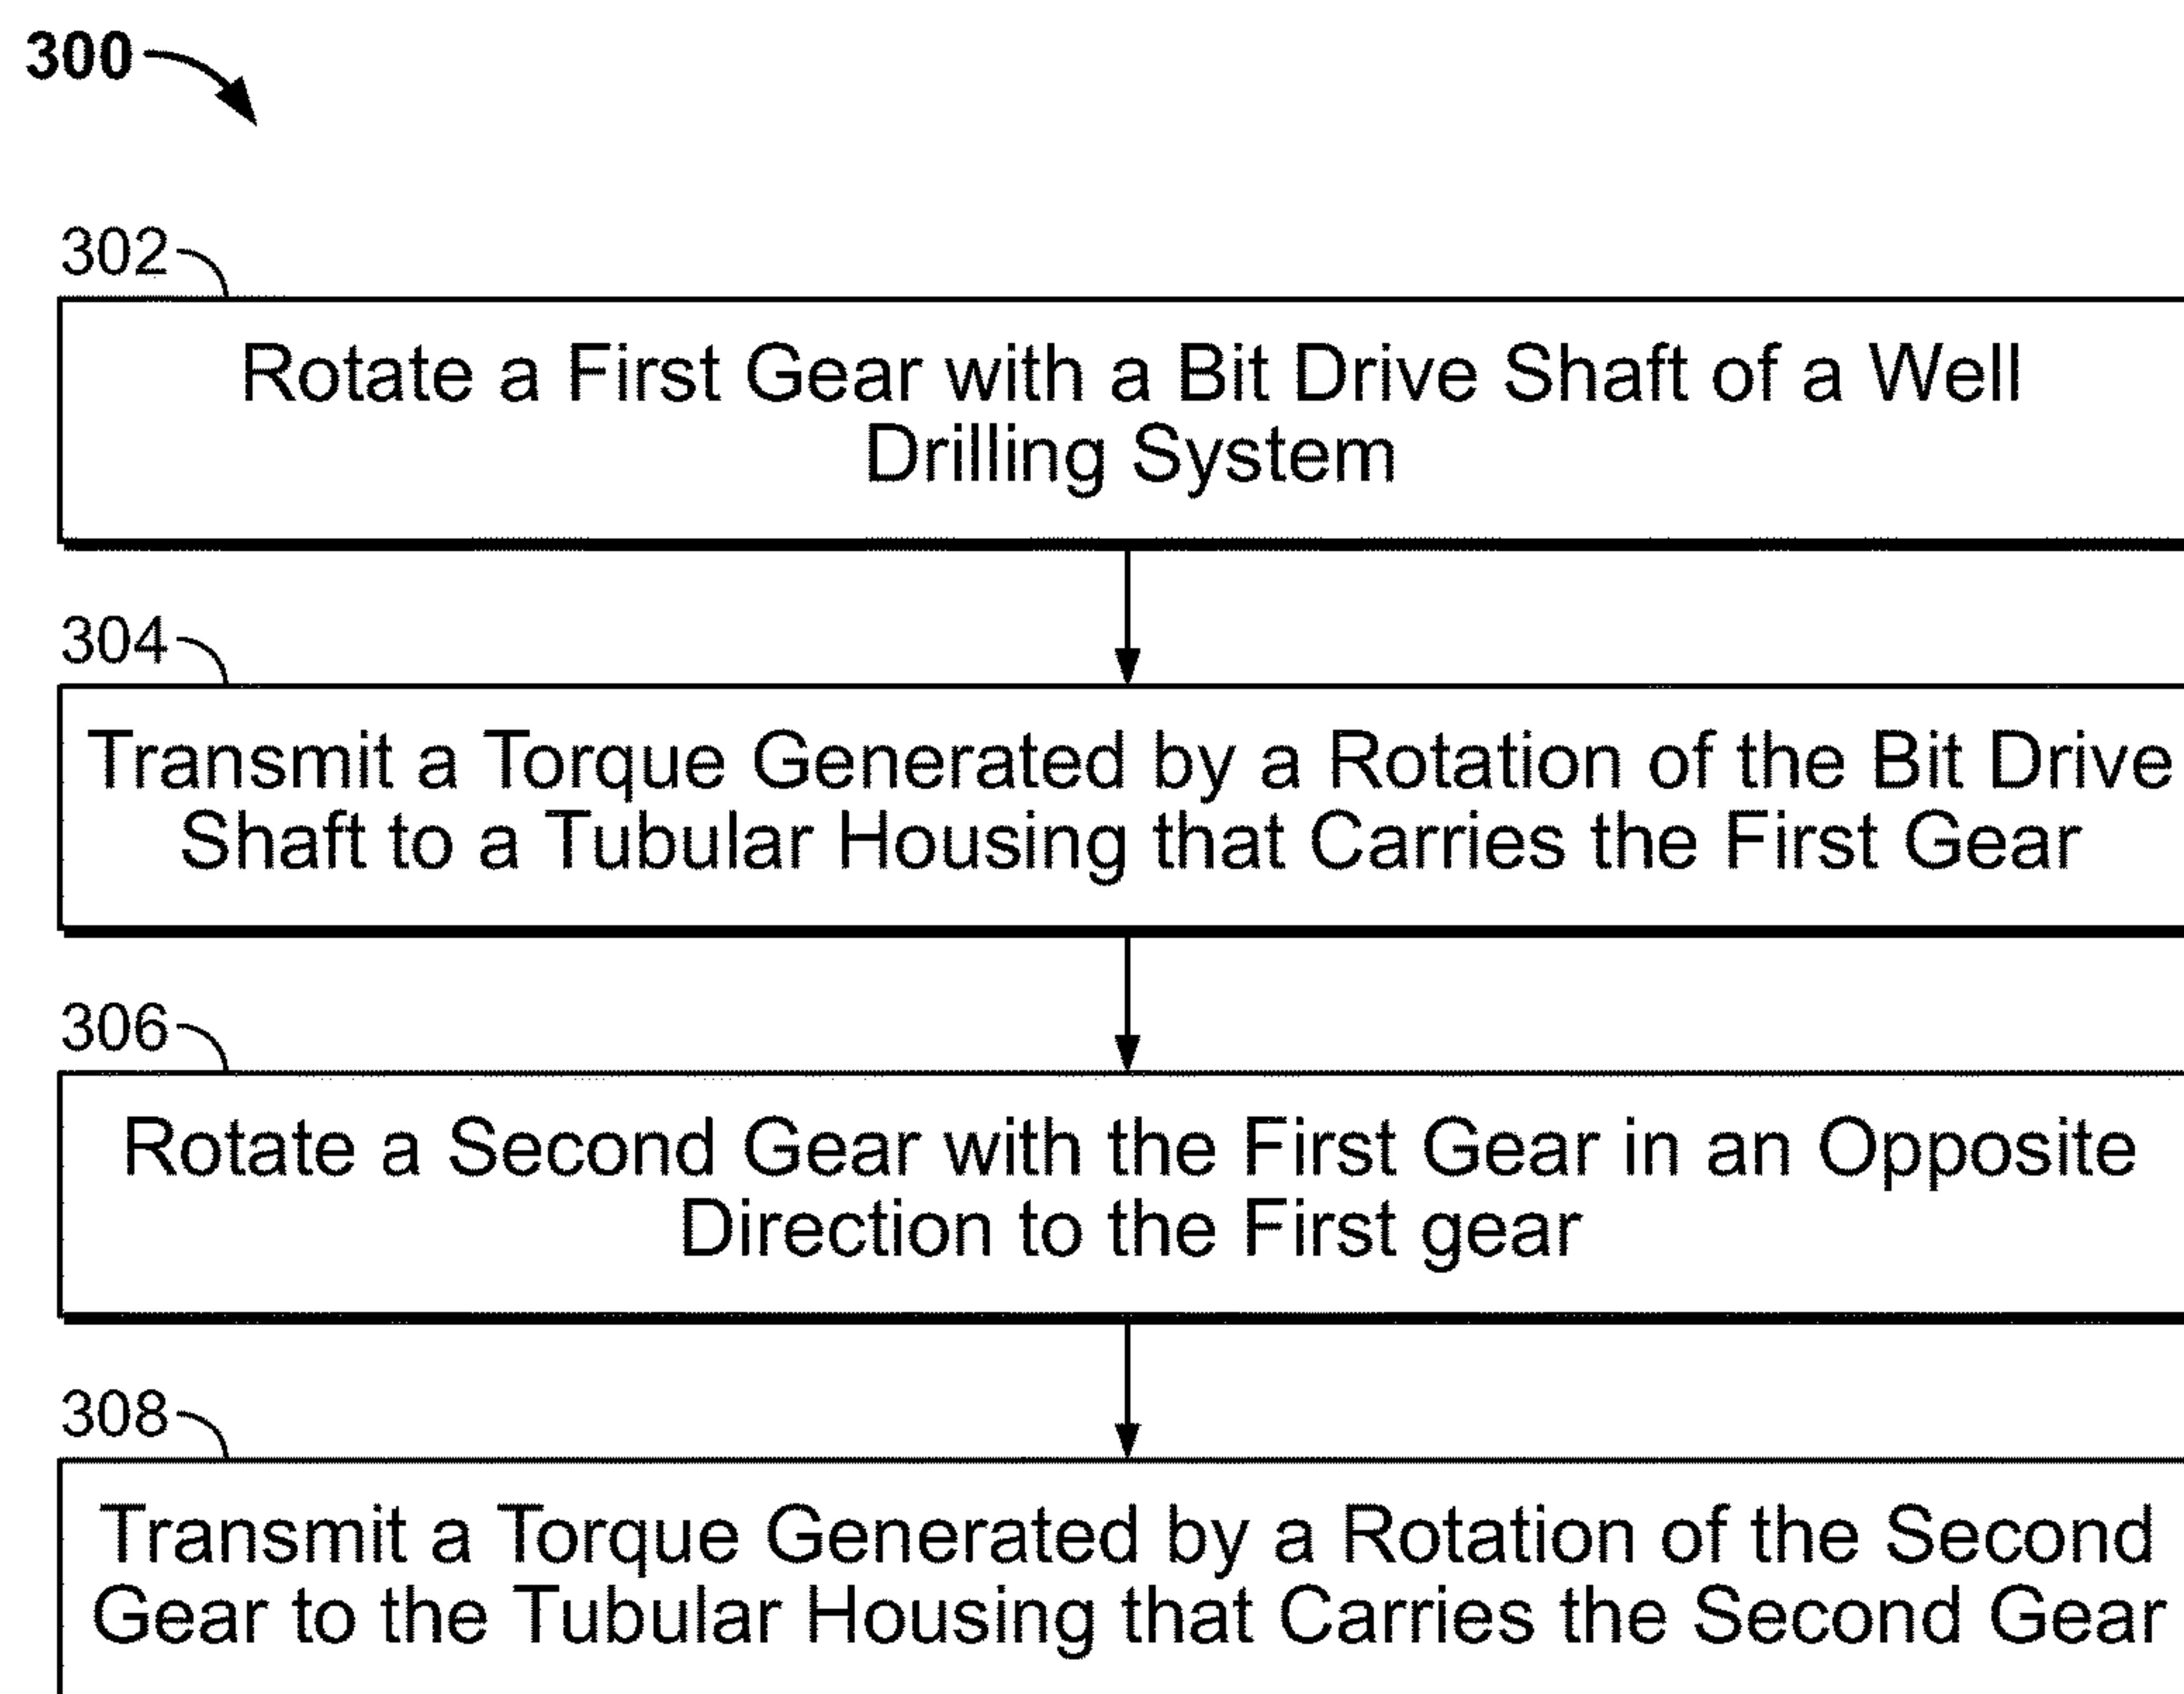 300
302
Rotate a First Gear with a Bit Drive Shaft of a Well
Drilling System
304
Transmit a Torque Generated by a Rotation of the Bit Drive
Shaft to a Tubular Housing that Carries the First Gear
306
Rotate a Second Gear with the First Gear in an Opposite
Direction to the First gear
308
Transmit a Torque Generated by a Rotation of the Second
Gear to the Tubular Housing that Carries the Second Gear